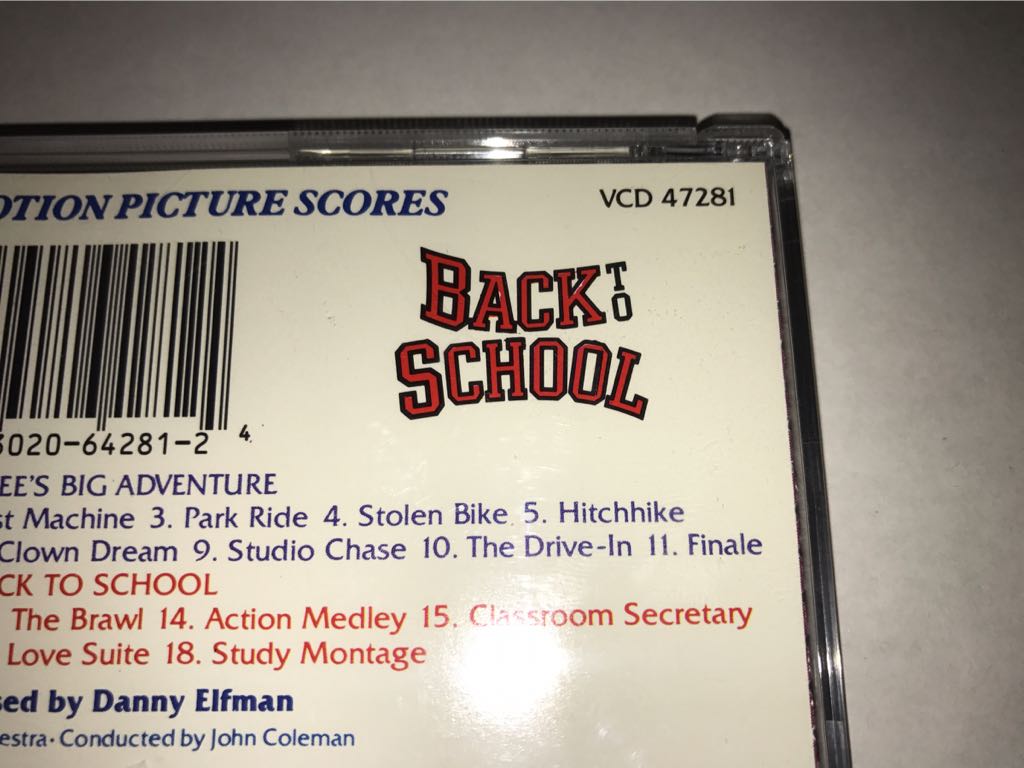 OTION PICTURE SCORES
VCD 47281
BACK TO
SCHOOL
3020-64281-2 4
EE'S BIG ADVENTURE
st Machine 3. Park Ride 4. Stolen Bike 5. Hitchhike
Clown Dream 9. Studio Chase 10. The Drive-In 11. Finale
CK TO SCHOOL
The Brawl 14. Action Medley 15. Classroom Secretary
Love Suite 18. Study Montage
sed by Danny Elfman
estra · Conducted by John Coleman